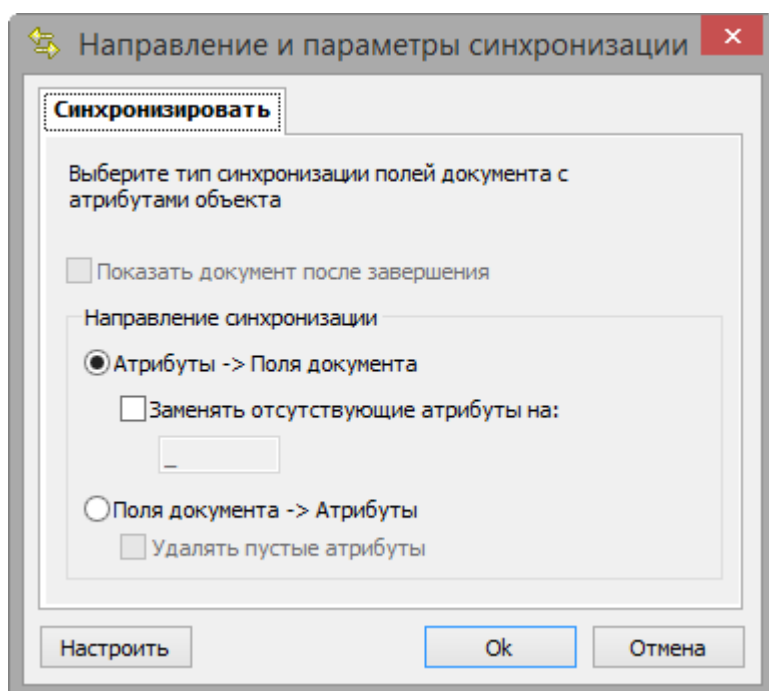 Направление и параметры синхронизации
Синхронизировать
Выберите тип синхронизации полей документа с
атрибутами объекта
Показать документ после завершения
Направление синхронизации
Атрибуты -> Поля документа
Заменять отсутствующие атрибуты на:
_
Поля документа -> Атрибуты
Удалять пустые атрибуты
Настроить Ok Отмена